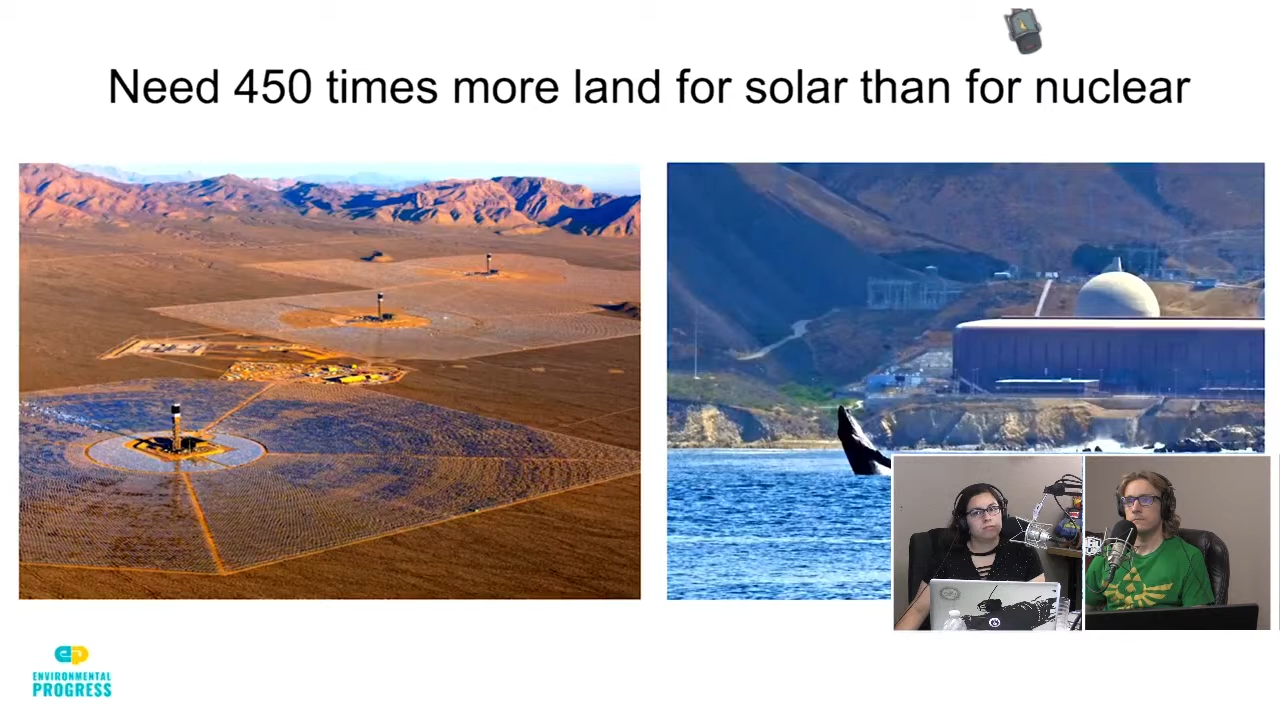 Need 450 times more land for solar than for nuclear
ENVIRONMENTAL
PROGRESS